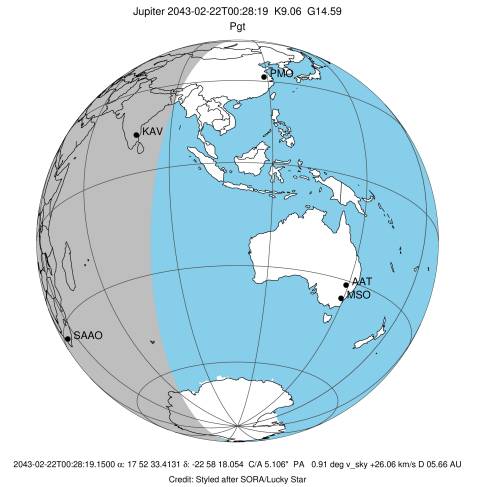 Jupiter 2043-02-22T00:28:19 K9.06 G14.59
Pgt
PMO
KAV
AAT
MSO
SAAO
2043-02-22T00:28:19.1500 α: 17 52 33.4131 δ: -22 58 18.054 C/A 5.106" PA 0.91 deg v_sky +26.06 km/s D 05.66 AU
Credit: Styled after SORA/Lucky Star